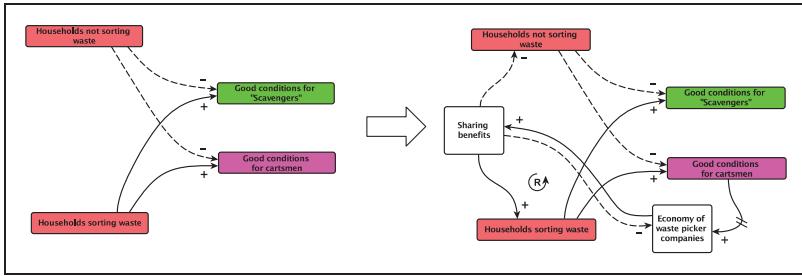 Households not sorting
waste
−
Good conditions for
"Scavengers"
+
−
Good conditions
for cartsmen
+
Households sorting waste
Households not sorting
waste
−
−
Good conditions for
"Scavengers"
+
Sharing
benefits
+
−
Good conditions
for cartsmen
+
R
+
Households sorting waste
−
Economy of
waste picker
companies
+